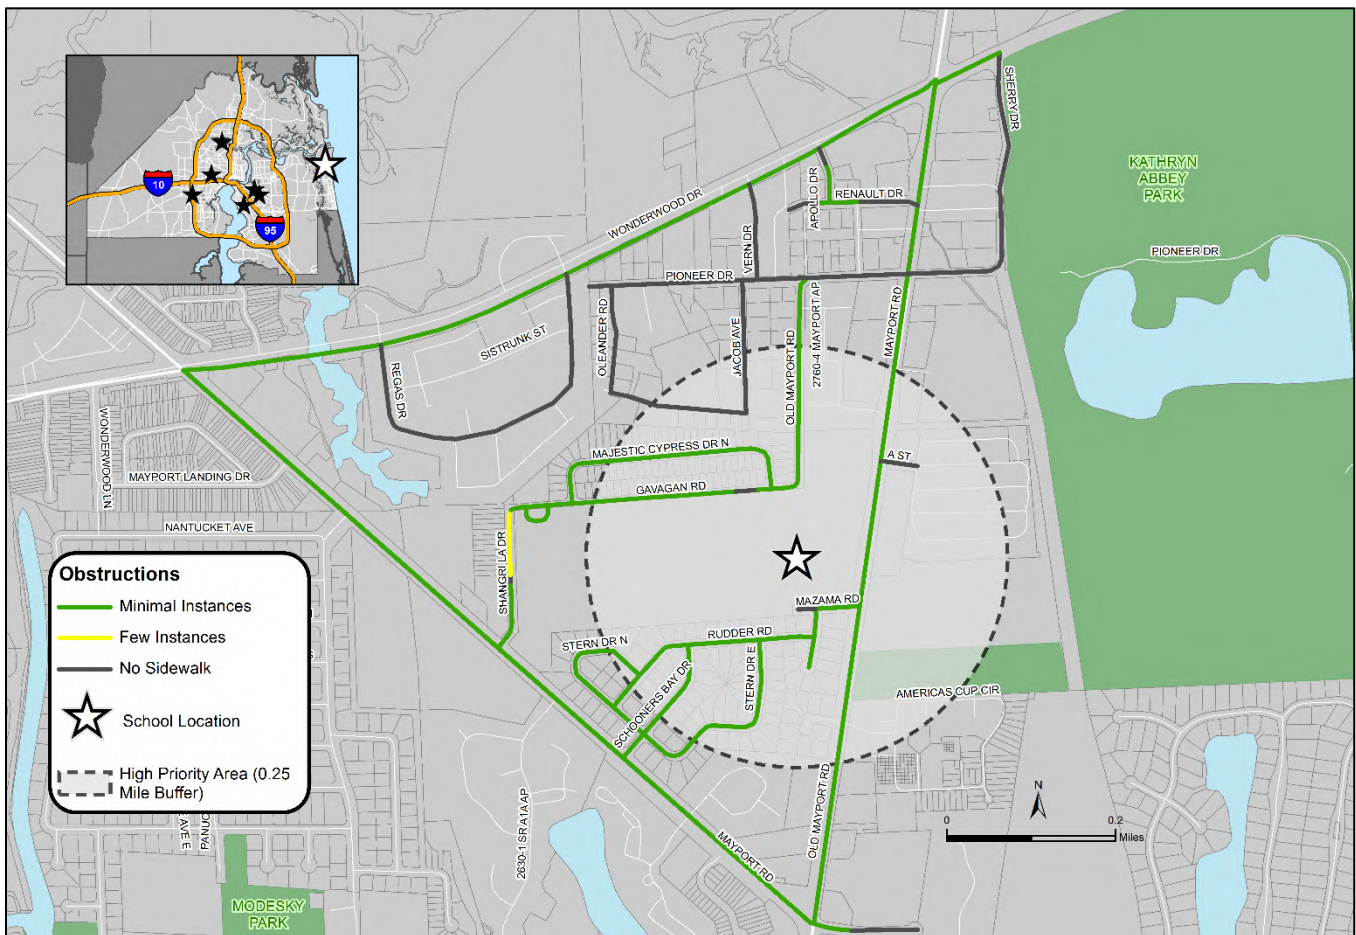 10
95
SHERRY DR
KATHRYN
ABBEY
PARK
WONDERWOOD DR
APOLLO DR
RENAULT DR
VERN DR
PIONEER DR
PIONEER DR
OLEANDER RD
SISTRUNK ST
JACOB AVE
OLD MAYPORT RD
2760-4 MAYPORT AP
MAYPORT RD
REGAS DR
WONDERWOOD LN
MAYPORT LANDING DR
MAJESTIC CYPRESS DR N
GAVAGAN RD
A ST
NANTUCKET AVE
SHANGRI LA DR
MAZAMA RD
STERN DR N
RUDDER RD
SCHOONERS BAY DR
STERN DR E
AMERICAS CUP CIR
Obstructions
Minimal Instances
Few Instances
No Sidewalk
School Location
High Priority Area (0.25
Mile Buffer)
AVE E
PANUC
2630-1 SR A1A AP
MAYPORT RD
OLD MAYPORT RD
N
0
0.2
Miles
MODESKY
PARK